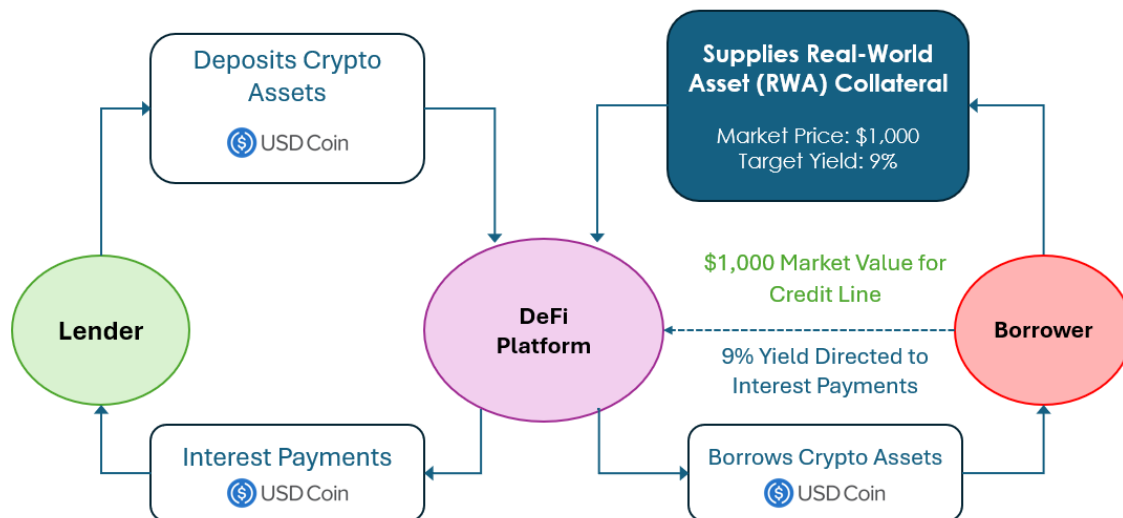 Deposits Crypto
Assets
USD Coin
Supplies Real-World
Asset (RWA) Collateral
Market Price: $1,000
Target Yield: 9%
$1,000 Market Value for
Credit Line
Lender
DeFi
Platform
Borrower
9% Yield Directed to
Interest Payments
Interest Payments
USD Coin
Borrows Crypto Assets
USD Coin